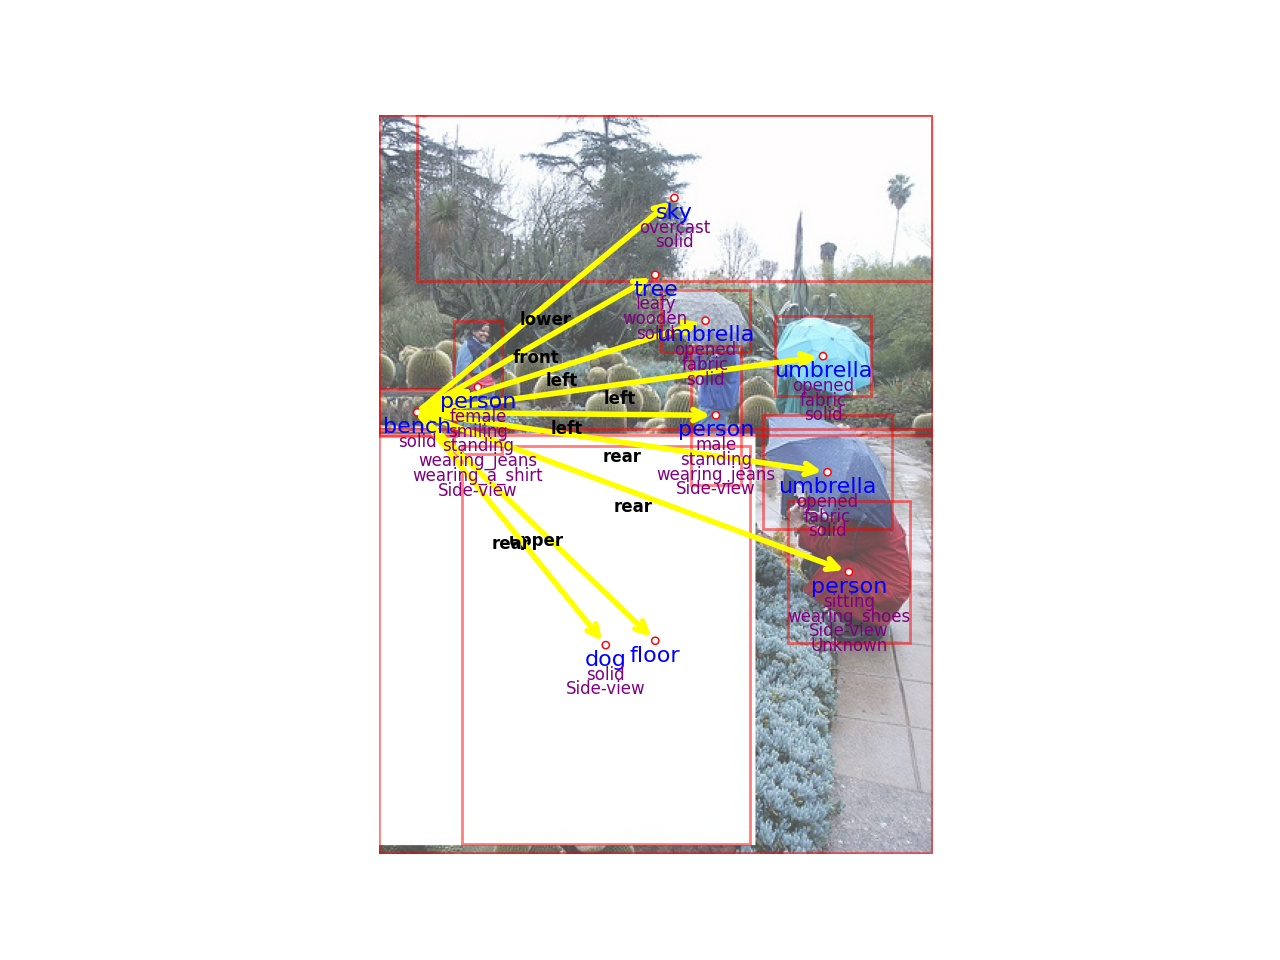 sky
overcast
solid
tree
leafy
wooden
solid
lower
umbrella
opened
fabric
solid
front
left
umbrella
opened
fabric
solid
left
person
female
smiling
standing
wearing_jeans
wearing_a_shirt
Side-view
bench
solid
left
person
male
standing
wearing_jeans
Side-view
rear
umbrella
opened
fabric
solid
rear
rear
upper
person
sitting
wearing_shoes
Side-view
Unknown
dog
solid
Side-view
floor